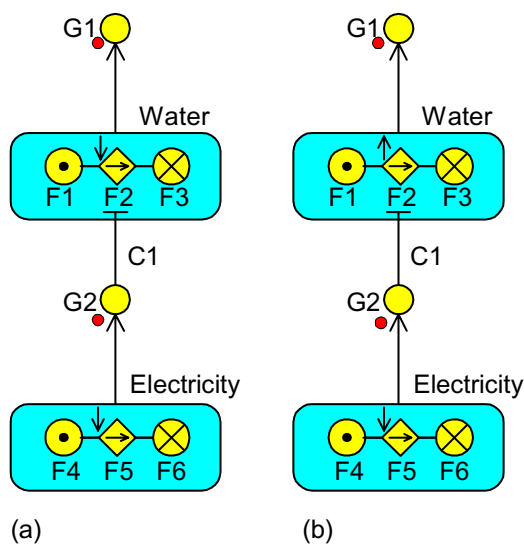 G1 G1
Water Water
F1 F2 F3 F1 F2 F3
C1 C1
G2 G2
Electricity Electricity
F4 F5 F6 F4 F5 F6
(a) (b)